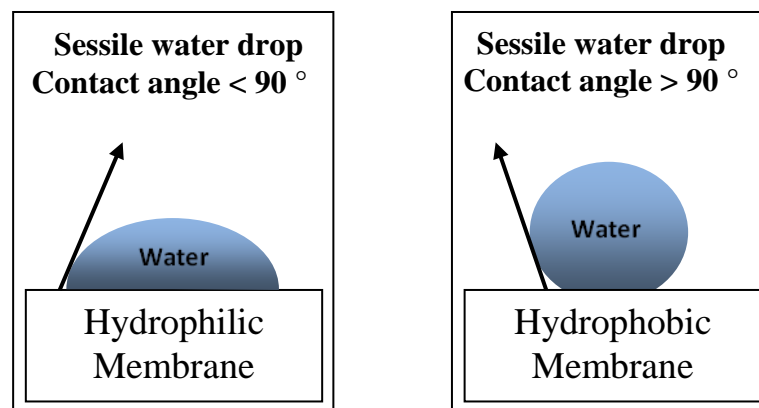 Sessile water drop
Contact angle < 90 °
Water
Hydrophilic
Membrane
Sessile water drop
Contact angle > 90 °
Water
Hydrophobic
Membrane